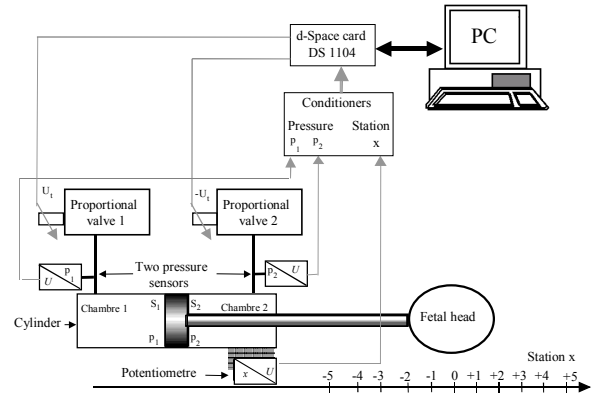 d-Space card
DS 1104
PC
Conditioners
Pressure Station
p1 p2 x
Ut
-Ut
Proportional
valve 1
Proportional
valve 2
U p1
Two pressure
sensors
p2 U
Chambre 1 S1 S2 Chambre 2
Cylinder
p1 p2
Fetal head
Potentiometre
x U
Station x
-5 -4 -3 -2 -1 0 +1 +2 +3 +4 +5